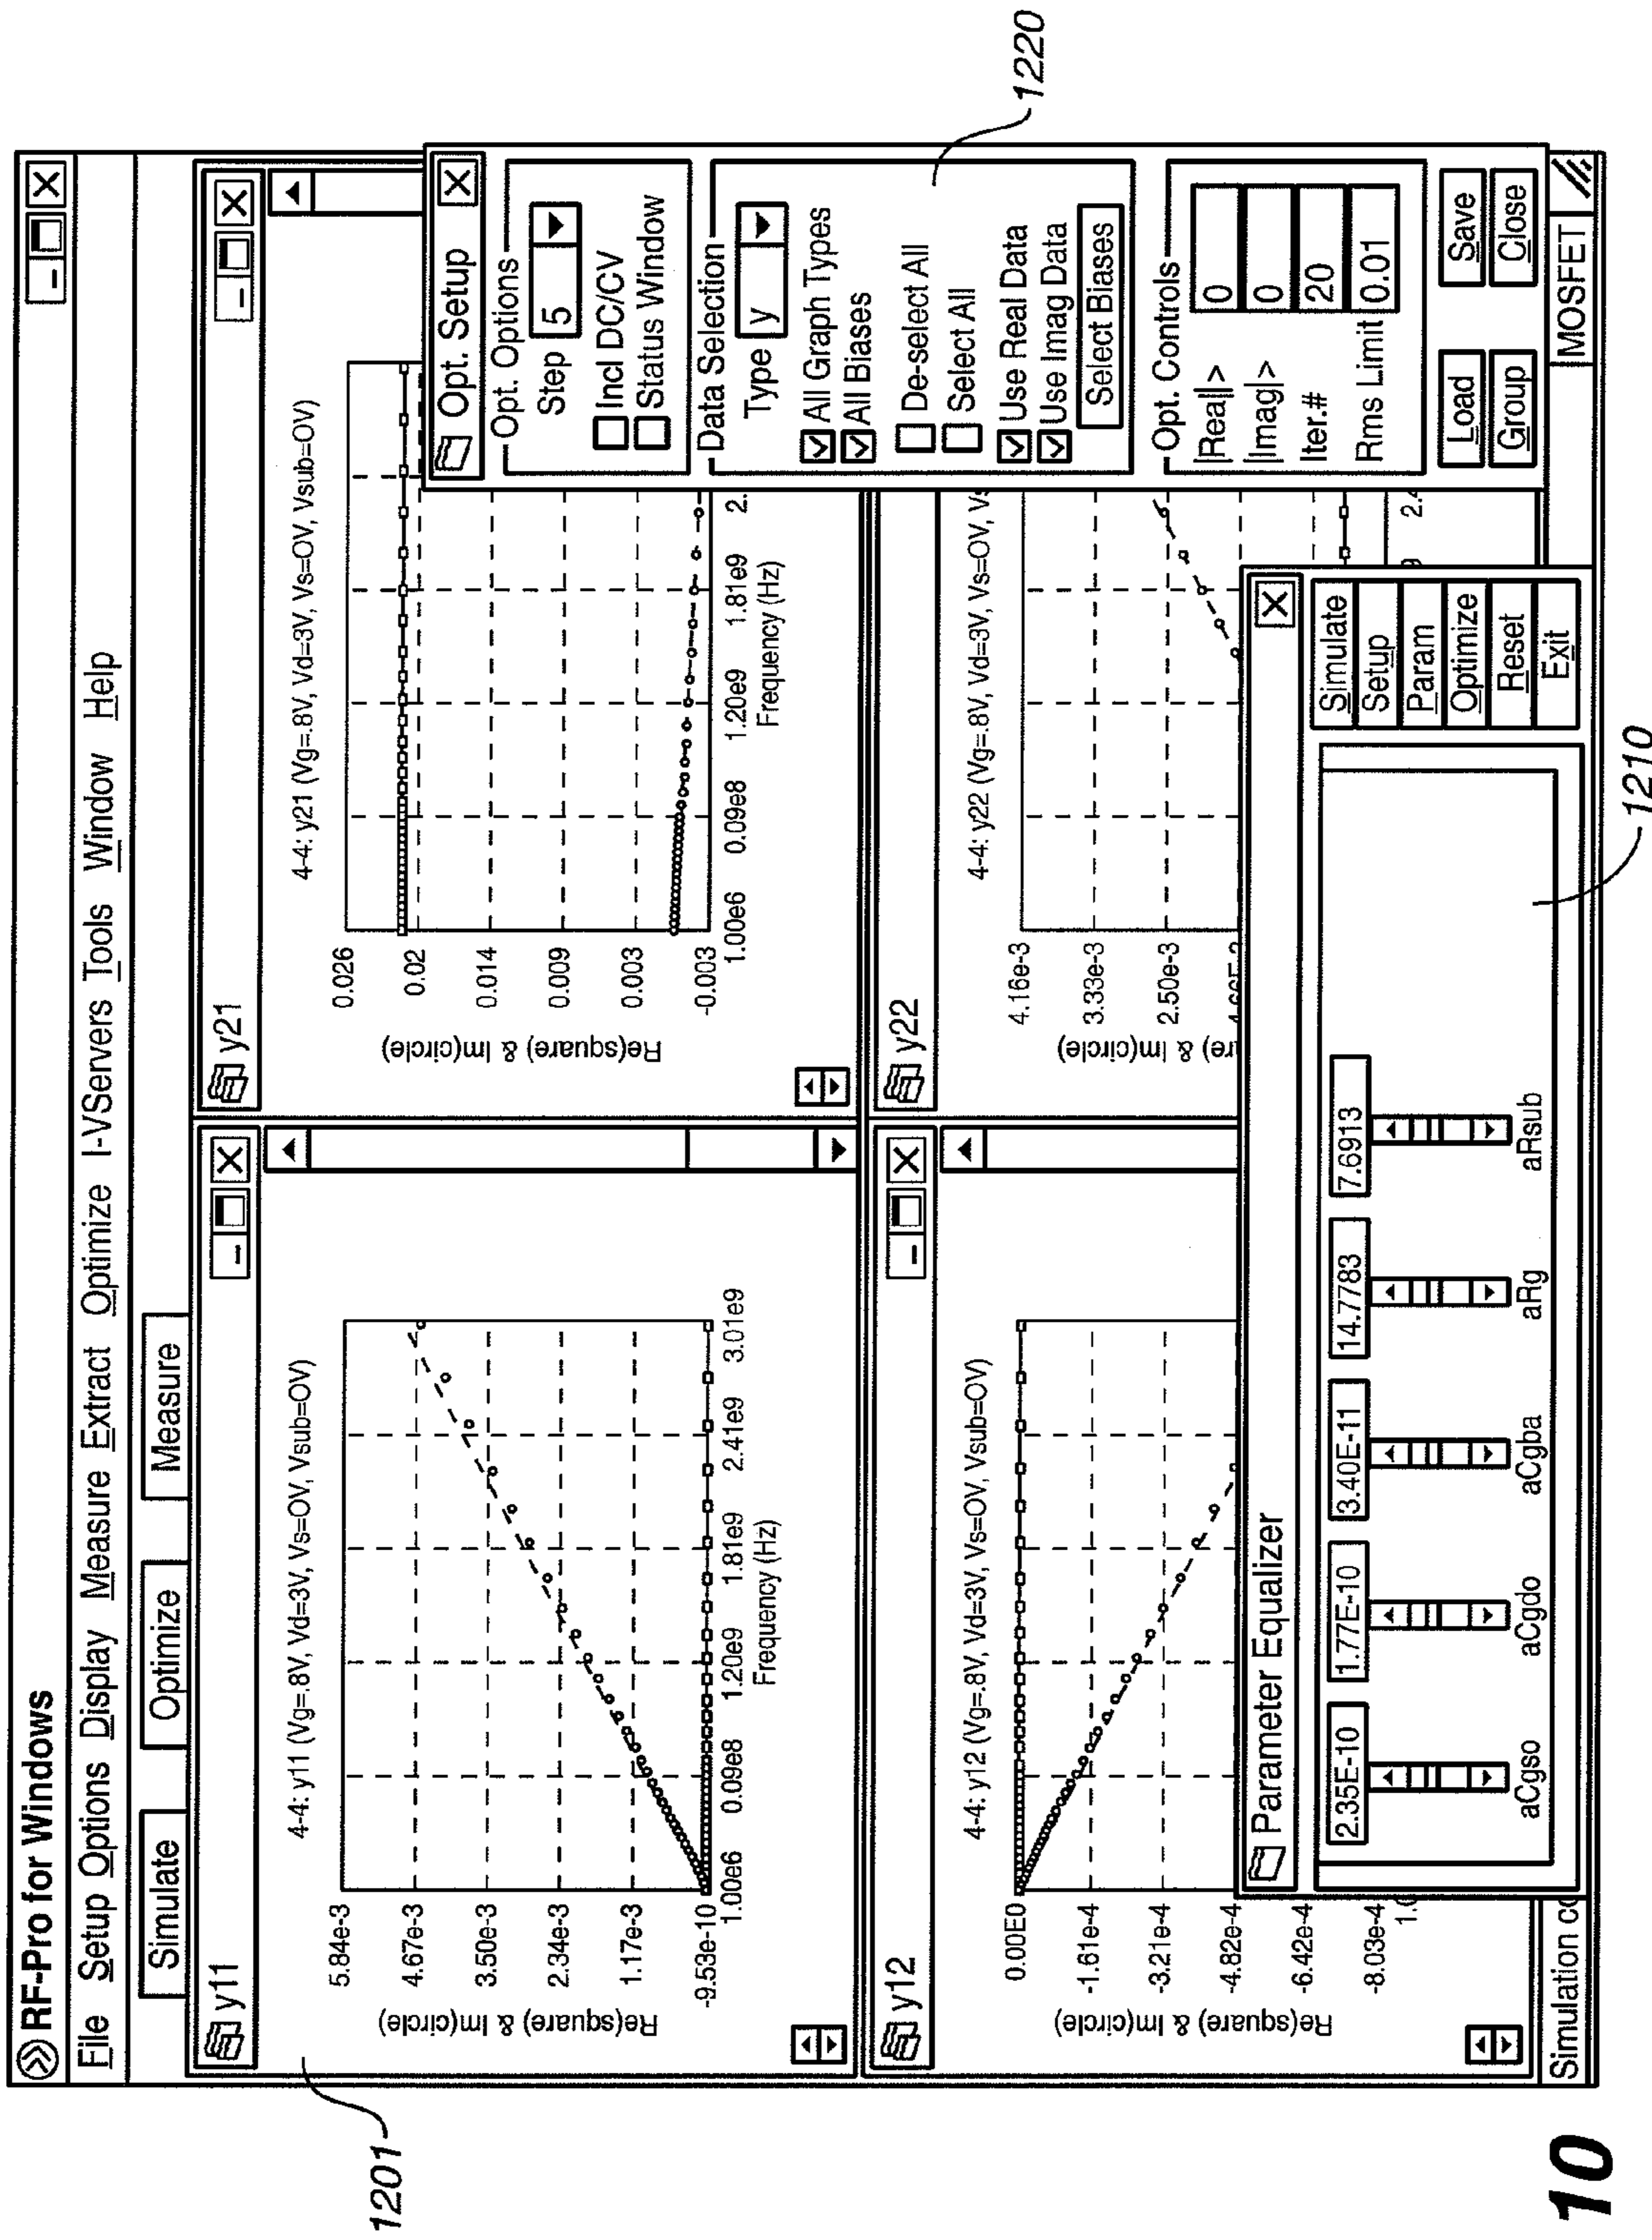 RF-Pro for Windows
File Setup Options Display Measure Extract Optimize I-VServers Tools Window Help
Simulate Optimize Measure
y11
4-4: y11 (Vg=.8V, Vd=3V, Vs=OV, Vsub=OV)
Re(square) & Im(circle)
5.84e-3
4.67e-3
3.50e-3
2.34e-3
1.17e-3
-9.53e-10
1.00e6 0.09e8 1.20e9 1.81e9 2.41e9 3.01e9
Frequency (Hz)
1201
y21
4-4: y21 (Vg=.8V, Vd=3V, Vs=OV, Vsub=OV)
Re(square) & Im(circle)
0.026
0.02
0.014
0.009
0.003
-0.003
1.00e6 0.09e8 1.20e9 1.81e9 2.
Frequency (Hz)
y12
4-4: y12 (Vg=.8V, Vd=3V, Vs=OV, Vsub=OV)
Re(square) & Im(circle)
0.00E0
-1.61e-4
-3.21e-4
-4.82e-4
-6.42e-4
-8.03e-4
y22
4-4: y22 (Vg=.8V, Vd=3V, Vs=OV, Vs
& Im(circle)
4.16e-3
3.33e-3
2.50e-3
2.4
Opt. Setup
Opt. Options
Step 5
Incl DC/CV
Status Window
Data Selection
Type y
All Graph Types
All Biases
De-select All
Select All
Use Real Data
Use Imag Data
Select Biases
Opt. Controls
|Real|> 0
|Imag|> 0
Iter.# 20
Rms Limit 0.01
Load Save
Group Close
1220
Parameter Equalizer
2.35E-10 1.77E-10 3.40E-11 14.7783 7.6913
aCgso aCgdo aCgba aRg aRsub
Simulate
Setup
Param
Optimize
Reset
Exit
1210
Simulation co
MOSFET
10